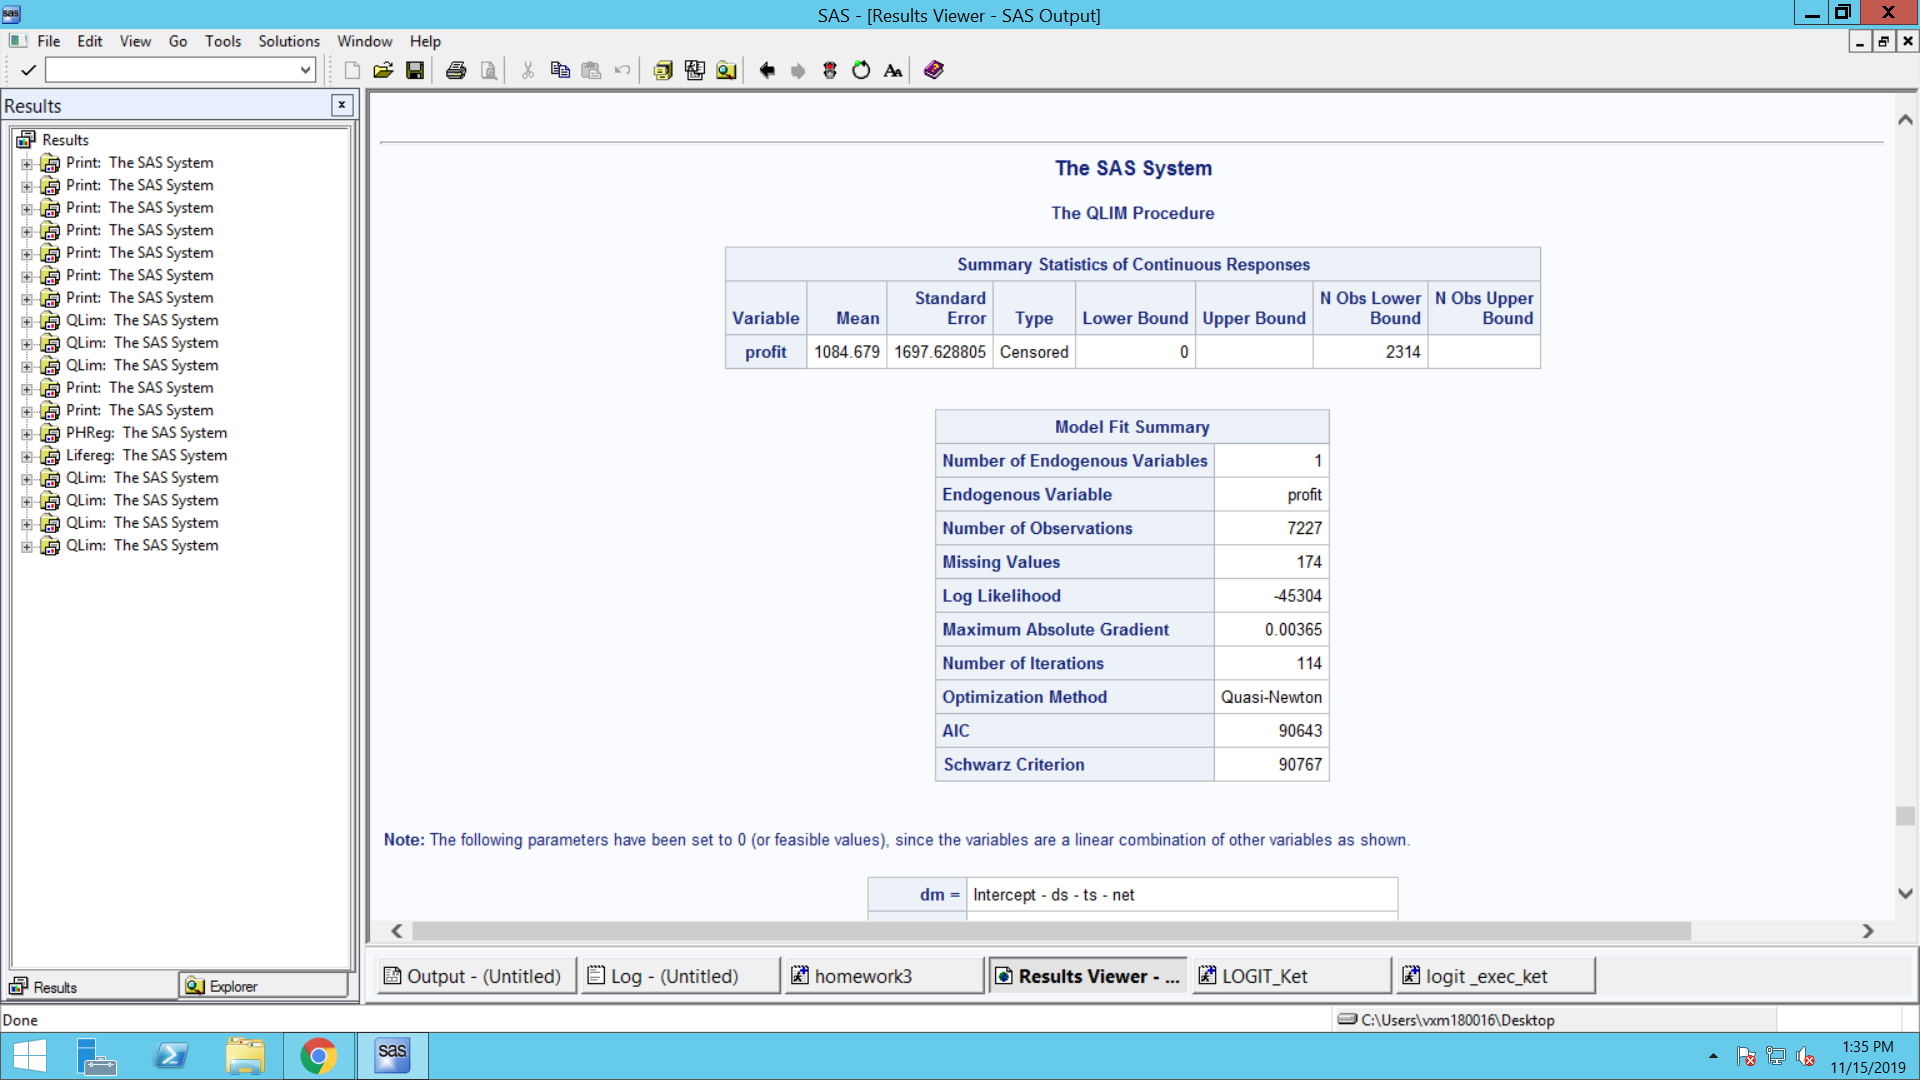 SAS - [Results Viewer - SAS Output]
File Edit View Go Tools Solutions Window Help
Results
Results
Print: The SAS System
Print: The SAS System
Print: The SAS System
Print: The SAS System
Print: The SAS System
Print: The SAS System
Print: The SAS System
QLim: The SAS System
QLim: The SAS System
QLim: The SAS System
Print: The SAS System
Print: The SAS System
PHReg: The SAS System
Lifereg: The SAS System
QLim: The SAS System
QLim: The SAS System
QLim: The SAS System
QLim: The SAS System
Results Explorer
The SAS System
The QLIM Procedure
Summary Statistics of Continuous Responses
Variable Mean Standard Error Type Lower Bound Upper Bound N Obs Lower Bound N Obs Upper Bound
profit 1084.679 1697.628805 Censored 0 2314
Model Fit Summary
Number of Endogenous Variables 1
Endogenous Variable profit
Number of Observations 7227
Missing Values 174
Log Likelihood -45304
Maximum Absolute Gradient 0.00365
Number of Iterations 114
Optimization Method Quasi-Newton
AIC 90643
Schwarz Criterion 90767
Note: The following parameters have been set to 0 (or feasible values), since the variables are a linear combination of other variables as shown.
dm = Intercept - ds - ts - net
Output - (Untitled) Log - (Untitled) homework3 Results Viewer - ... LOGIT_Ket logit _exec_ket
Done C:\Users\vxm180016\Desktop
sas
1:35 PM
11/15/2019